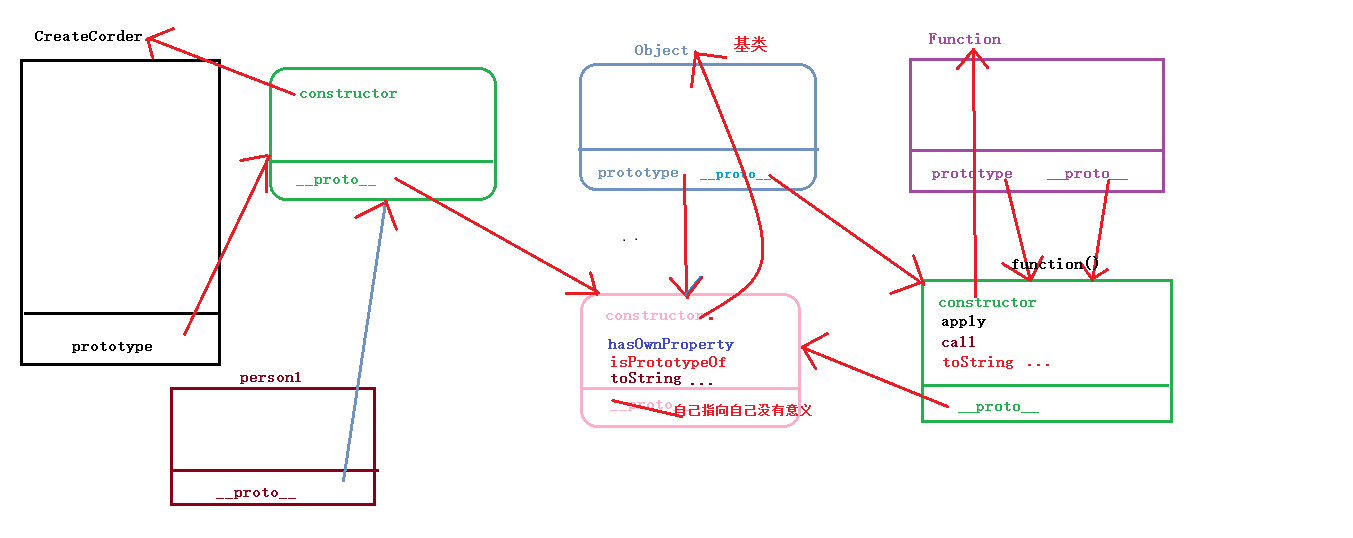 CreateCorder
constructor
__proto__
prototype
person1
__proto__
Object
基类
prototype __proto__
..
constructor
hasOwnProperty
isPrototypeOf
toString ...
__proto__
自己指向自己没有意义
Function
prototype __proto__
function()
constructor
apply
call
toString ...
__proto__